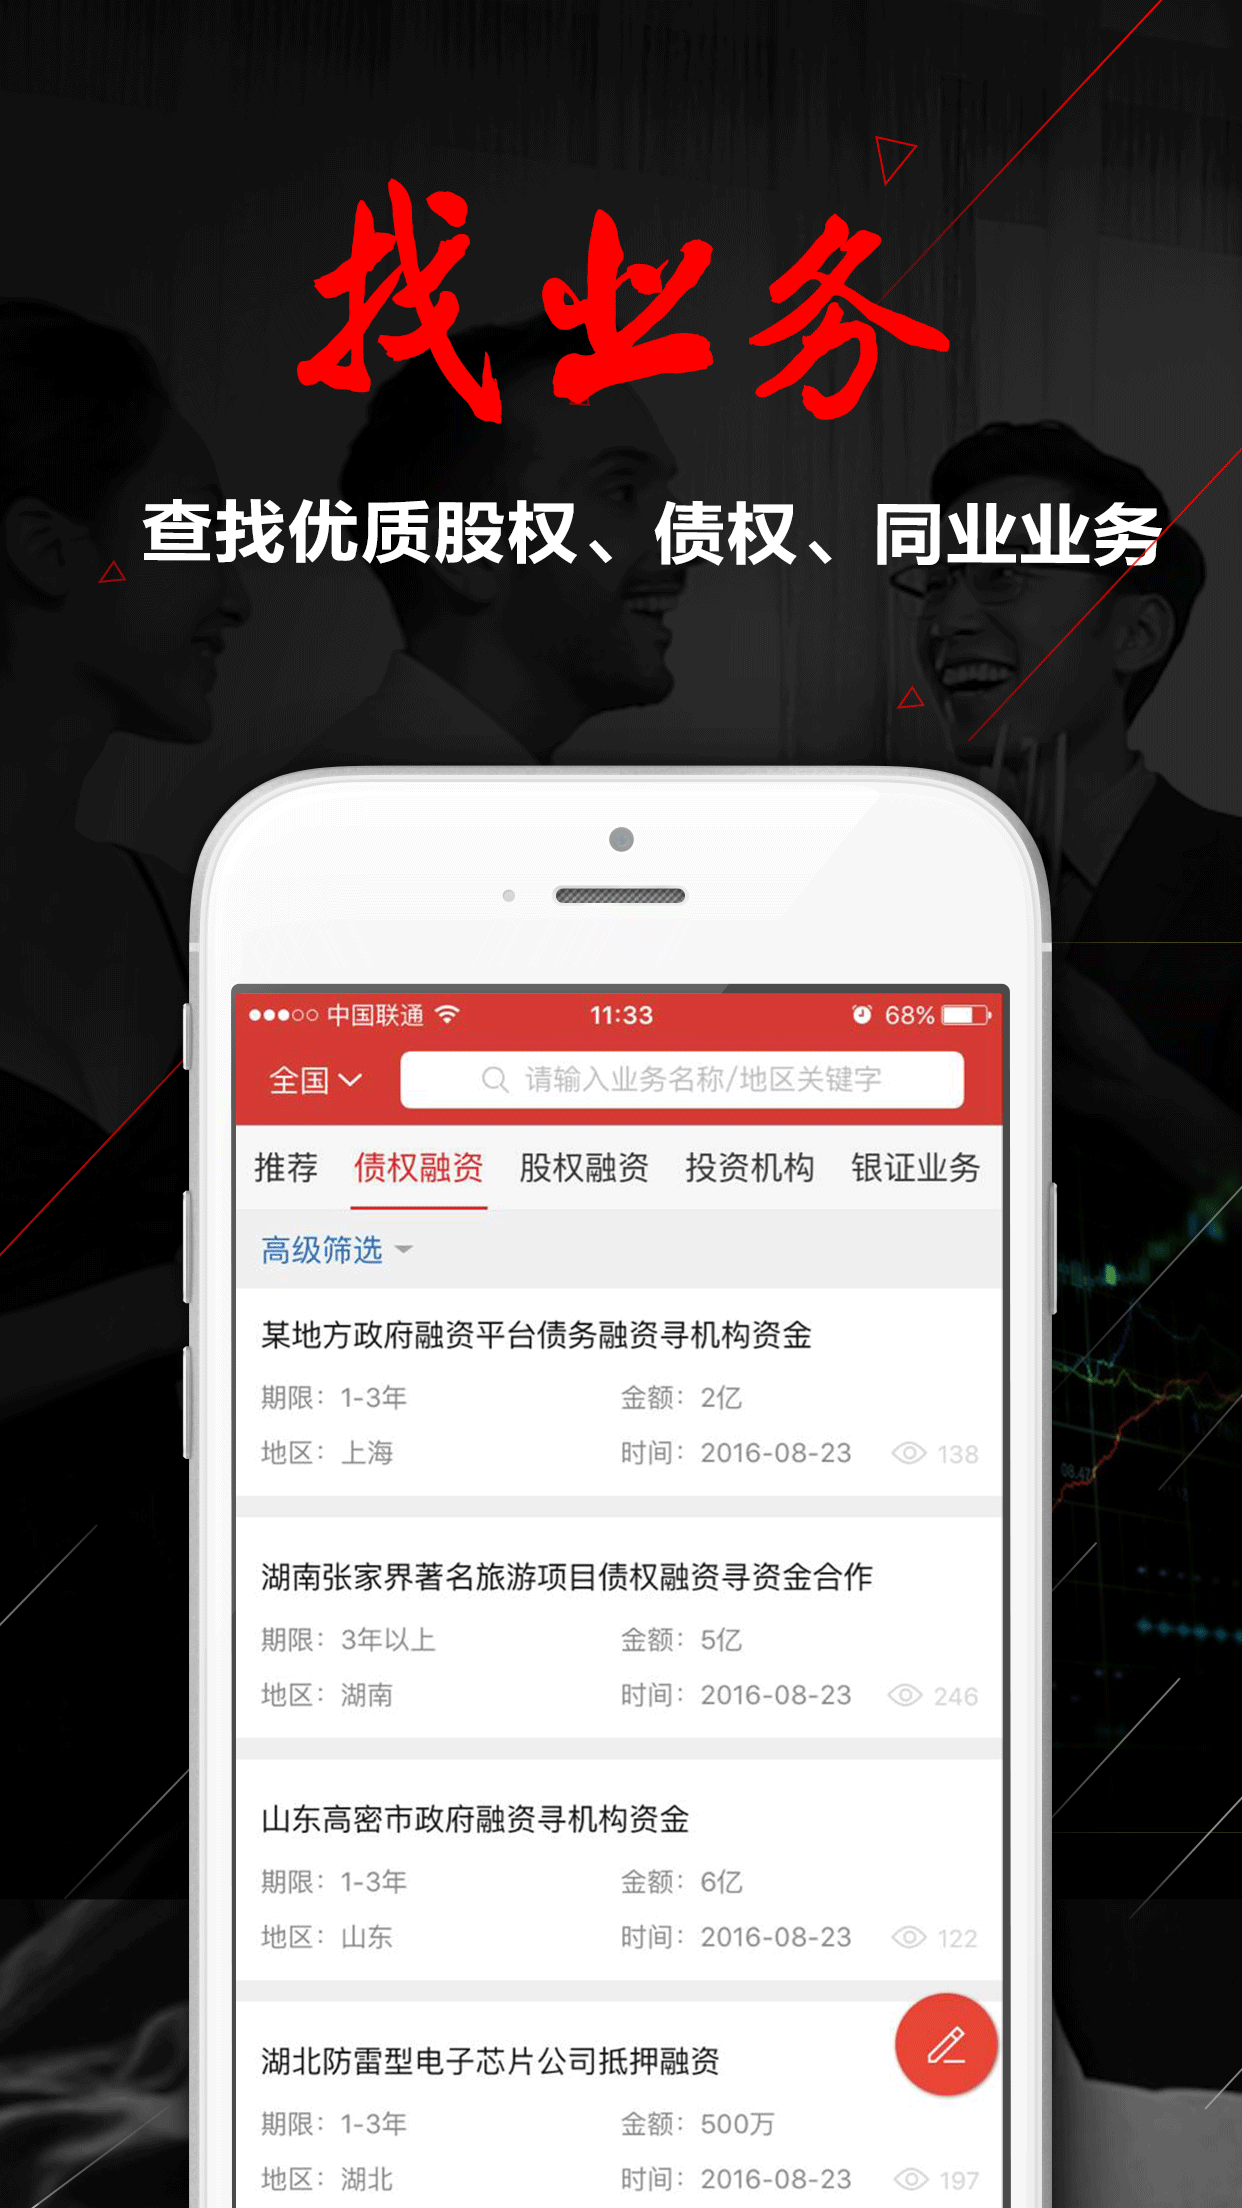 找业务
查找优质股权、债权、同业业务
中国联通 11:33 68%
全国 请输入业务名称/地区关键字
推荐 债权融资 股权融资 投资机构 银证业务
高级筛选
某地方政府融资平台债务融资寻机构资金
期限：1-3年 金额：2亿
地区：上海 时间：2016-08-23 138
湖南张家界著名旅游项目债权融资寻资金合作
期限：3年以上 金额：5亿
地区：湖南 时间：2016-08-23 246
山东高密市政府融资寻机构资金
期限：1-3年 金额：6亿
地区：山东 时间：2016-08-23 122
湖北防雷型电子芯片公司抵押融资
期限：1-3年 金额：500万
地区：湖北 时间：2016-08-23 197